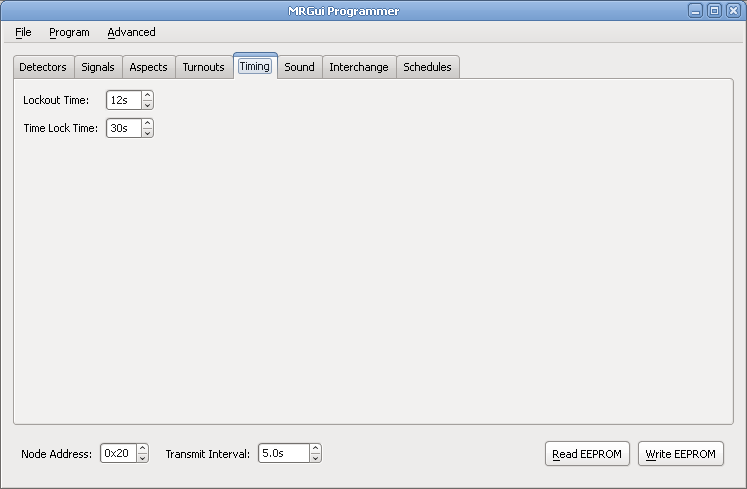 MRGui Programmer
File Program Advanced
Detectors Signals Aspects Turnouts Timing Sound Interchange Schedules
Lockout Time: 12s
Time Lock Time: 30s
Node Address: 0x20 Transmit Interval: 5.0s Read EEPROM Write EEPROM